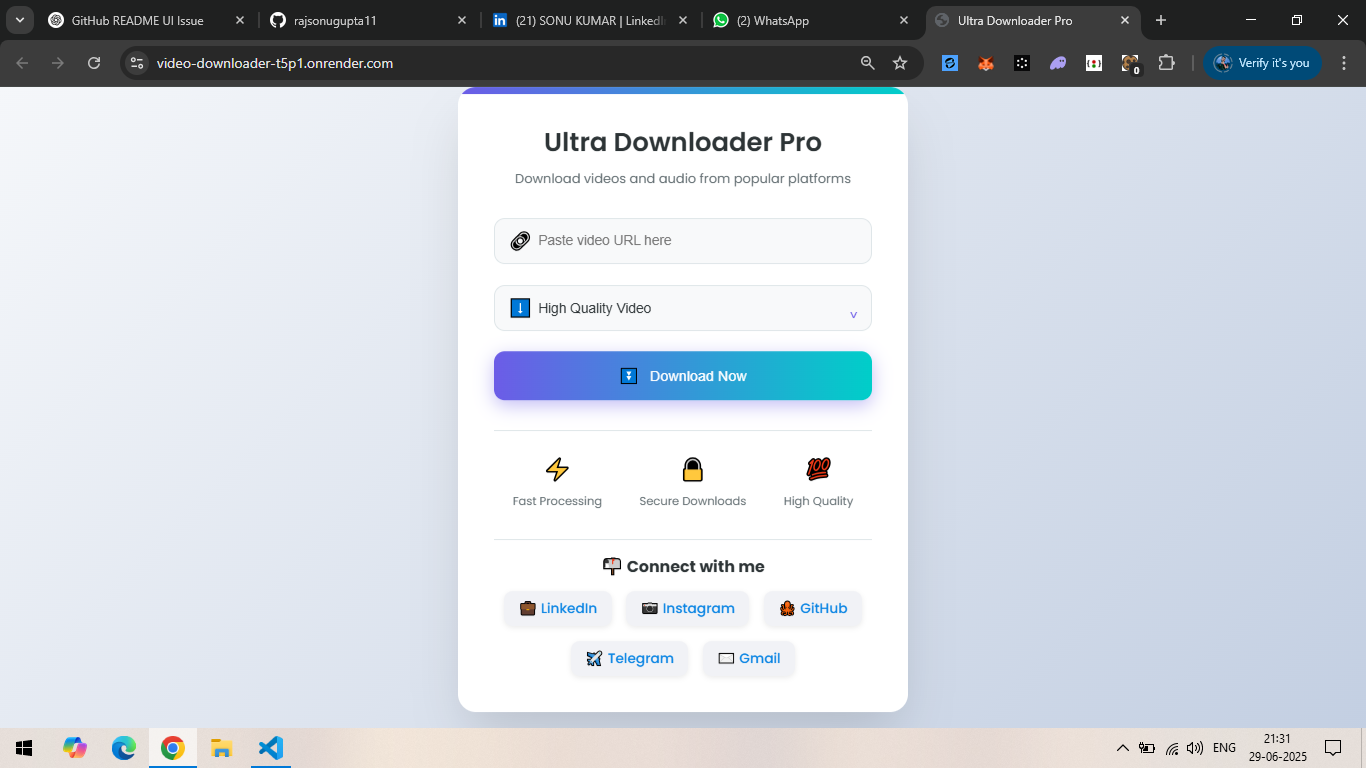 GitHub README UI Issue
rajsonugupta11
(21) SONU KUMAR | LinkedIn
(2) WhatsApp
Ultra Downloader Pro
video-downloader-t5p1.onrender.com
0
Verify it's you
Ultra Downloader Pro
Download videos and audio from popular platforms
Paste video URL here
High Quality Video
v
Download Now
100
Fast Processing
Secure Downloads
High Quality
Connect with me
LinkedIn
Instagram
GitHub
Telegram
Gmail
ENG
21:31
29-06-2025